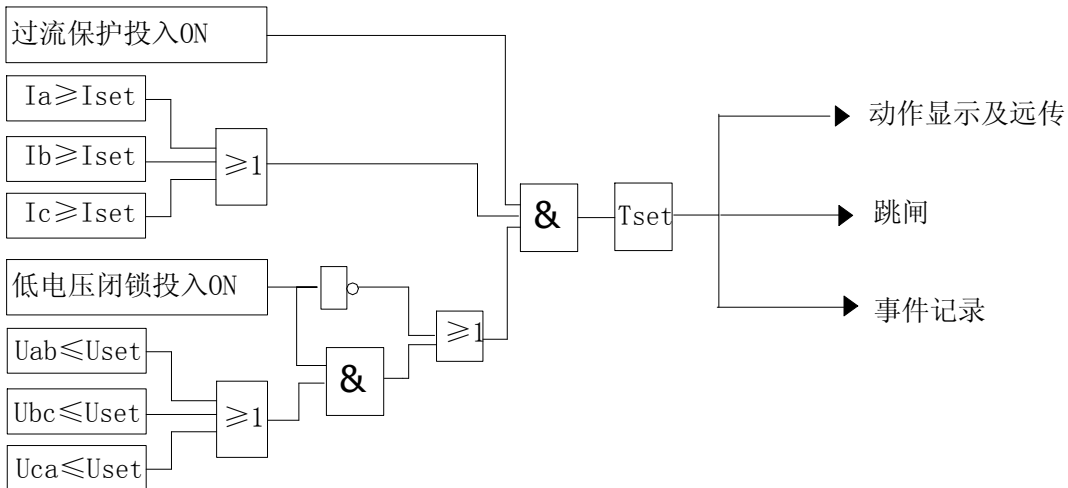 过流保护投入ON
Ia≥Iset
Ib≥Iset
Ic≥Iset
≥1
&
Tset
动作显示及远传
跳闸
事件记录
低电压闭锁投入ON
≥1
Uab≤Uset
Ubc≤Uset
Uca≤Uset
≥1
&